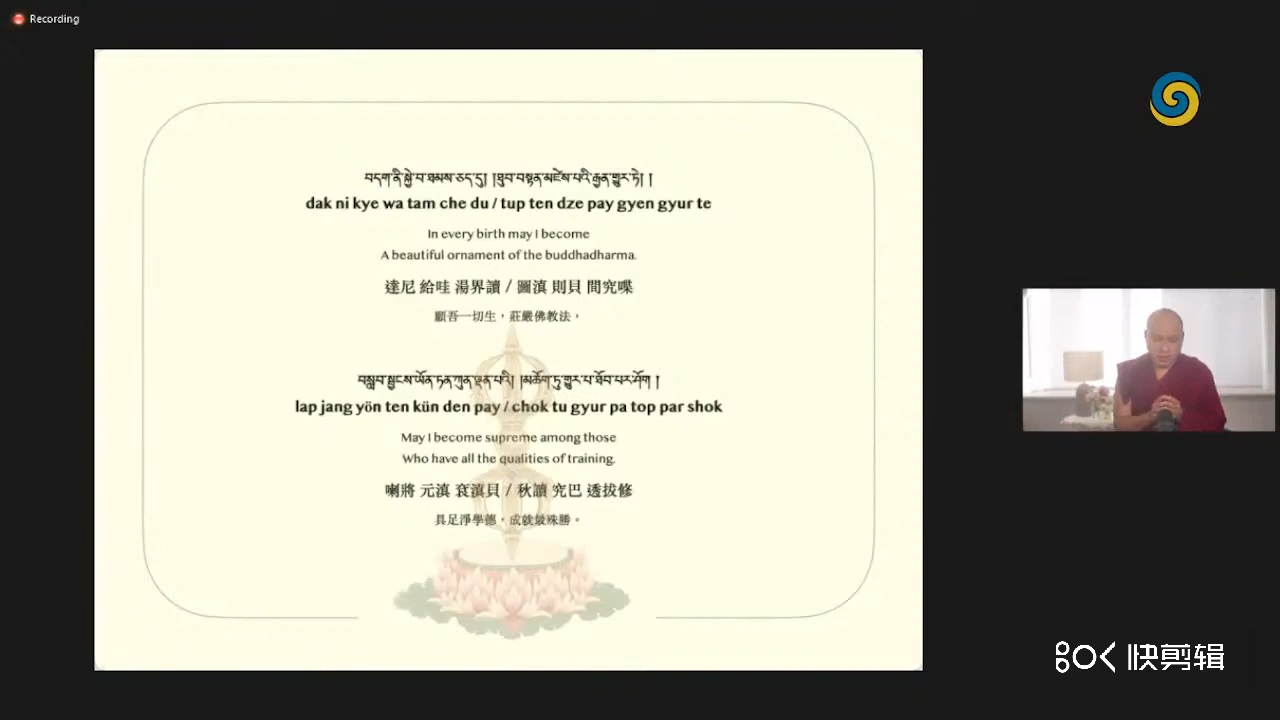 Recording
བདག་ནི་སྐྱེ་བ་ཐམས་ཅད་དུ། །ཐུབ་བསྟན་མཛེས་པའི་རྒྱན་གྱུར་ཏེ། །
dak ni kye wa tam che du / tup ten dze pay gyen gyur te
In every birth may I become
A beautiful ornament of the buddhadharma.
達尼 給哇 湯界讀 / 圖滇 則貝 間究喋
願吾一切生，莊嚴佛教法，
བསླབ་སྦྱངས་ཡོན་ཏན་ཀུན་ལྡན་པའི། །མཆོག་ཏུ་གྱུར་པ་ཐོབ་པར་ཤོག །
lap jang yön ten kün den pay / chok tu gyur pa top par shok
May I become supreme among those
Who have all the qualities of training.
喇將 元滇 袞滇貝 / 秋讀 究巴 透拔修
具足淨學德，成就最殊勝。
快剪辑